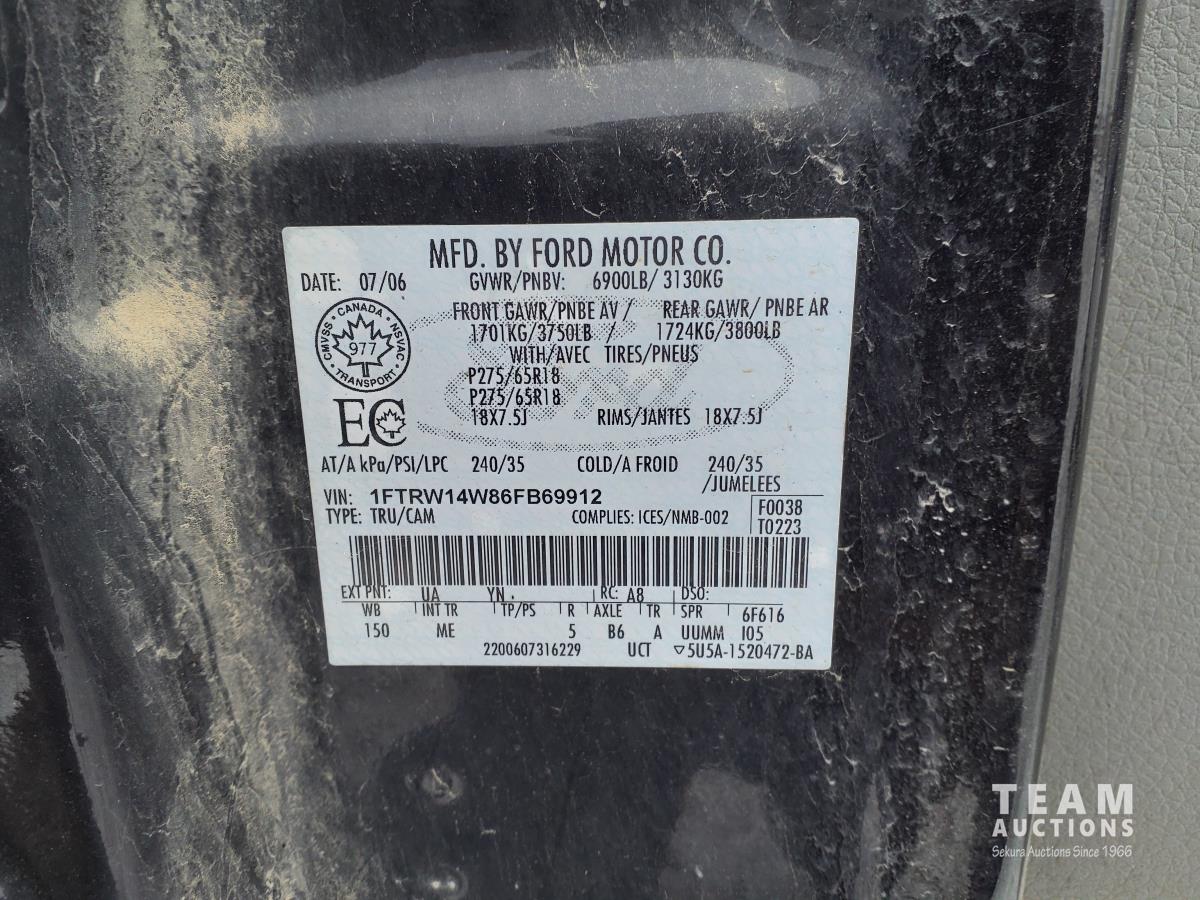 MFD. BY FORD MOTOR CO.
DATE: 07/06
GVWR/PNBV: 6900LB/ 3130KG
FRONT GAWR/PNBE AV / REAR GAWR/ PNBE AR
1701KG/3750LB / 1724KG/3800LB
WITH/AVEC TIRES/PNEUS
P275/65R18
P275/65R18
18X7.5J RIMS/JANTES 18X7.5J
CMVSS • CANADA • NSVAC • TRANSPORT
977
EC
AT/A kPa/PSI/LPC 240/35 COLD/A FROID 240/35
/JUMELEES
VIN: 1FTRW14W86FB69912
TYPE: TRU/CAM COMPLIES: ICES/NMB-002
F0038
T0223
EXT PNT: UA YN RC: A8 DSO:
WB INT TR TP/PS R AXLE TR SPR 6F616
150 ME 5 B6 A UUMM I05
2200607316229 UCT ▽5U5A-1520472-BA
TEAM
AUCTIONS
Sekura Auctions Since 1966